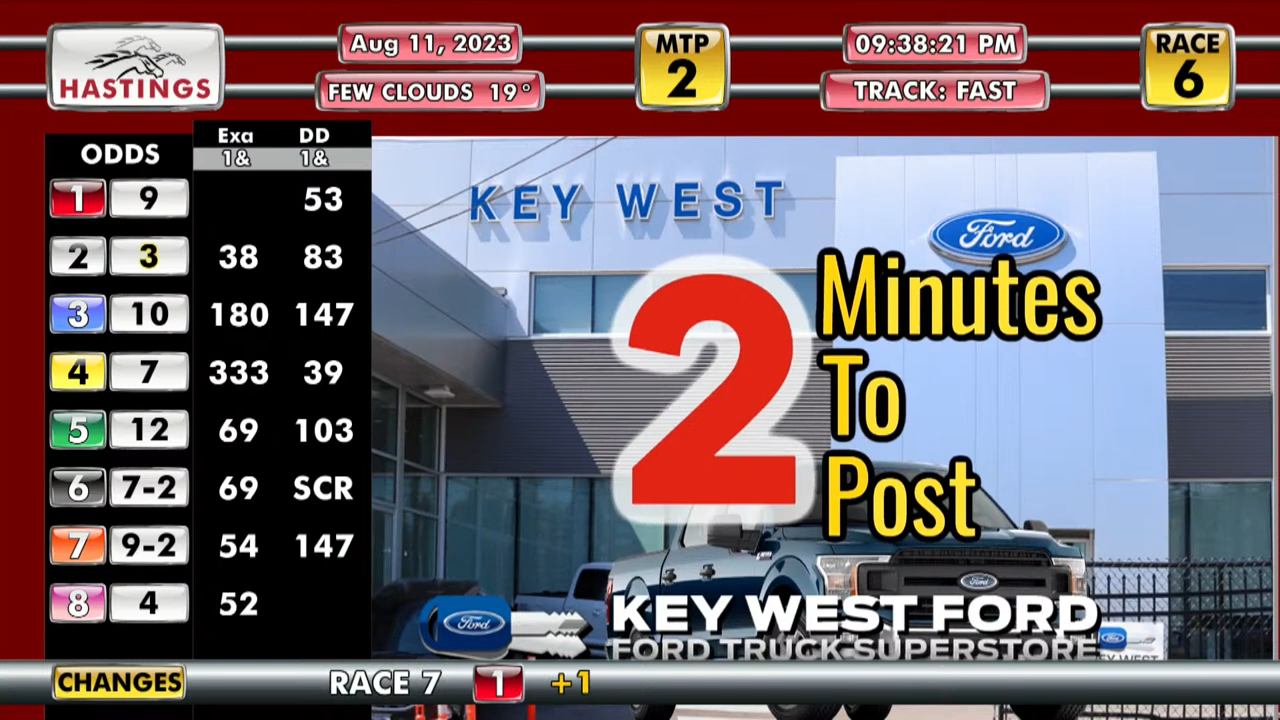 HASTINGS
Aug 11, 2023
FEW CLOUDS 19°
MTP
2
09:38:21 PM
TRACK: FAST
RACE
6
ODDS Exa DD
1& 1&
1 9 53
2 3 38 83
3 10 180 147
4 7 333 39
5 12 69 103
6 7-2 69 SCR
7 9-2 54 147
8 4 52
KEY WEST
Ford
2
Minutes
To
Post
Ford
Ford
KEY WEST FORD
FORD TRUCK SUPERSTORE
Ford
CHANGES RACE 7 1 +1